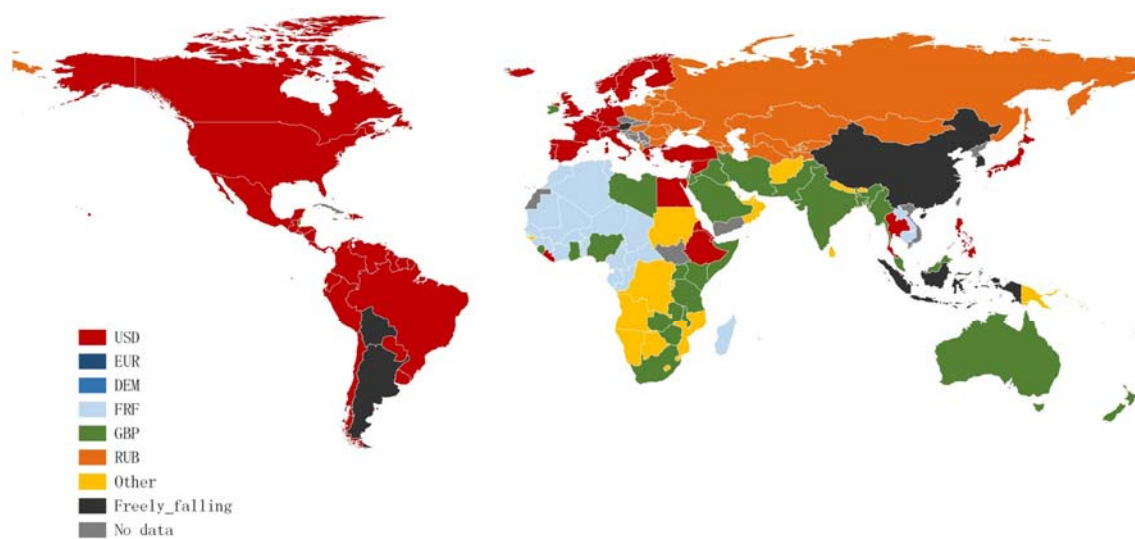 USD
EUR
DEM
FRF
GBP
RUB
Other
Freely_falling
No data